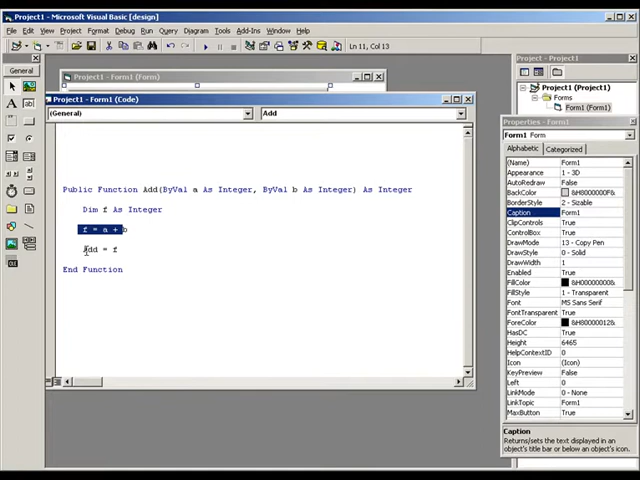 Project1 - Microsoft Visual Basic [design]
File Edit View Project Format Debug Run Query Diagram Tools Add-Ins Window Help
Ln 11, Col 13
General
Project1 - Form1 (Form)
Project1 - Form1 (Code)
(General) Add
Public Function Add(ByVal a As Integer, ByVal b As Integer) As Integer
Dim f As Integer
f = a + b
Add = f
End Function
Project - Project1
Project1 (Project1)
Forms
Form1 (Form1)
Properties - Form1
Form1 Form
Alphabetic Categorized
(Name) Form1
Appearance 1 - 3D
AutoRedraw False
BackColor &H8000000F&
BorderStyle 2 - Sizable
Caption Form1
ClipControls True
ControlBox True
DrawMode 13 - Copy Pen
DrawStyle 0 - Solid
DrawWidth 1
Enabled True
FillColor &H00000000&
FillStyle 1 - Transparent
Font MS Sans Serif
FontTransparent True
ForeColor &H80000012&
HasDC True
Height 6465
HelpContextID 0
Icon (Icon)
KeyPreview False
Left 0
LinkMode 0 - None
LinkTopic Form1
MaxButton True
Caption
Returns/sets the text displayed in an
object's title bar or below an object's icon.